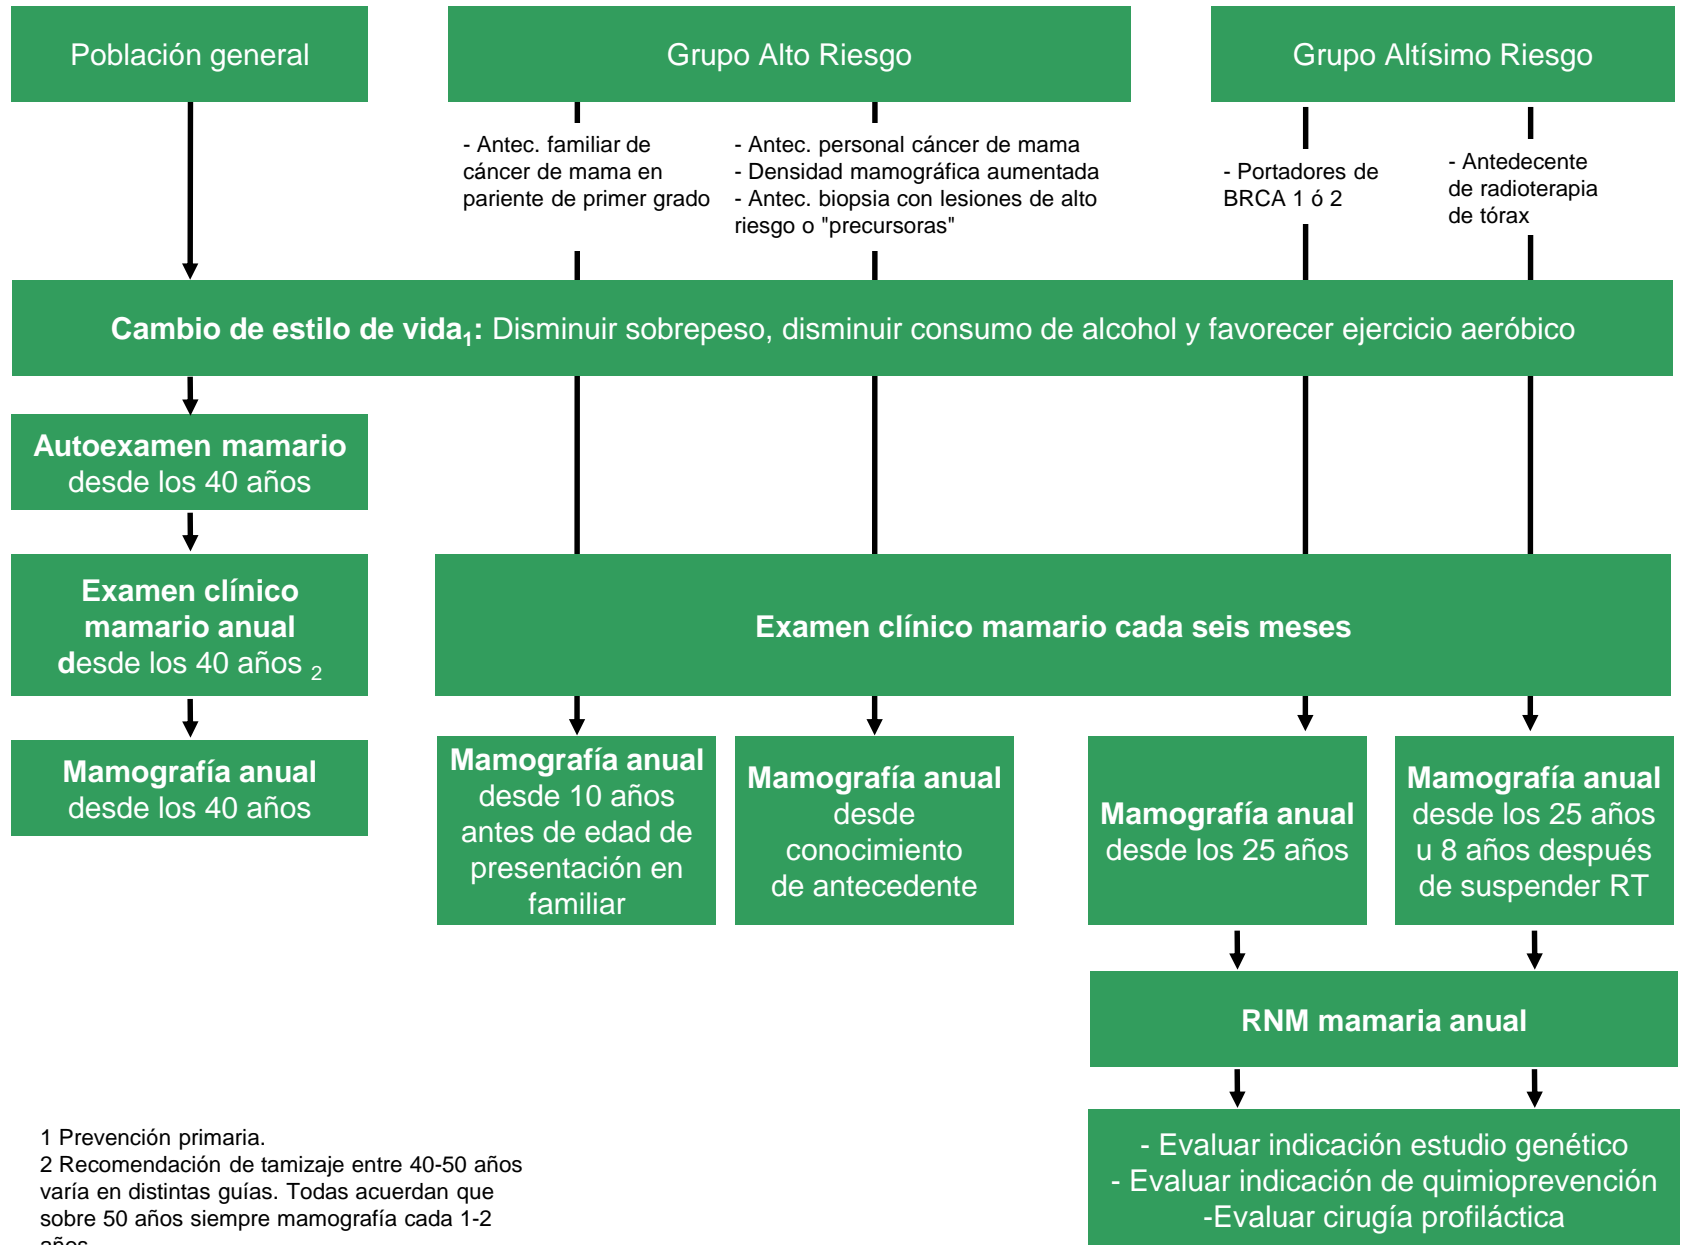 Población general
Grupo Alto Riesgo
Grupo Altísimo Riesgo
- Antec. familiar de
cáncer de mama en
pariente de primer grado
- Antec. personal cáncer de mama
- Densidad mamográfica aumentada
- Antec. biopsia con lesiones de alto
riesgo o "precursoras"
- Portadores de
BRCA 1 ó 2
- Antedecente
de radioterapia
de tórax
Cambio de estilo de vida1: Disminuir sobrepeso, disminuir consumo de alcohol y favorecer ejercicio aeróbico
Autoexamen mamario
desde los 40 años
Examen clínico
mamario anual
desde los 40 años 2
Examen clínico mamario cada seis meses
Mamografía anual
desde los 40 años
Mamografía anual
desde 10 años
antes de edad de
presentación en
familiar
Mamografía anual
desde
conocimiento
de antecedente
Mamografía anual
desde los 25 años
Mamografía anual
desde los 25 años
u 8 años después
de suspender RT
RNM mamaria anual
- Evaluar indicación estudio genético
- Evaluar indicación de quimioprevención
-Evaluar cirugía profiláctica
1 Prevención primaria.
2 Recomendación de tamizaje entre 40-50 años
varía en distintas guías. Todas acuerdan que
sobre 50 años siempre mamografía cada 1-2
años